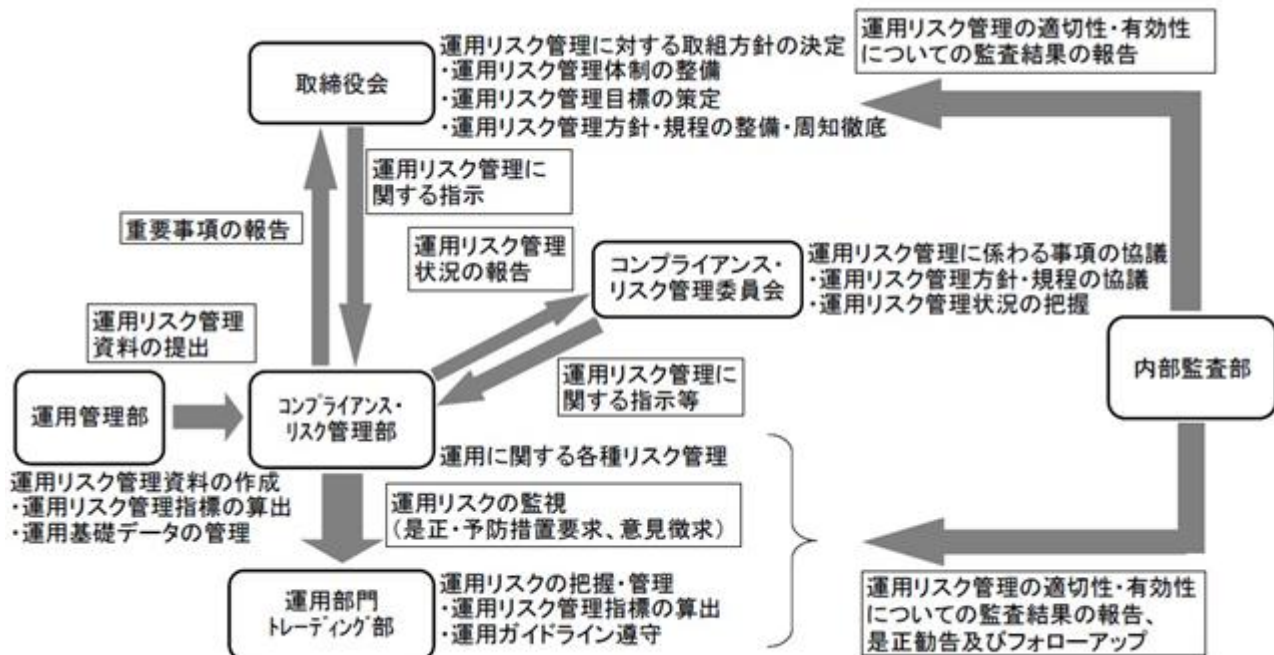 取締役会
運用リスク管理に対する取組方針の決定
・運用リスク管理体制の整備
・運用リスク管理目標の策定
・運用リスク管理方針・規程の整備・周知徹底
運用リスク管理の適切性・有効性
についての監査結果の報告
運用リスク管理に
関する指示
重要事項の報告
運用リスク管理
状況の報告
コンプライアンス・
リスク管理委員会
運用リスク管理に係わる事項の協議
・運用リスク管理方針・規程の協議
・運用リスク管理状況の把握
運用リスク管理
資料の提出
内部監査部
運用管理部
コンプライアンス・
リスク管理部
運用リスク管理に
関する指示等
運用に関する各種リスク管理
運用リスク管理資料の作成
・運用リスク管理指標の算出
・運用基礎データの管理
運用リスクの監視
(是正・予防措置要求、意見徴求)
運用部門
トレーディング部
運用リスクの把握・管理
・運用リスク管理指標の算出
・運用ガイドライン遵守
運用リスク管理の適切性・有効性
についての監査結果の報告、
是正勧告及びフォローアップ